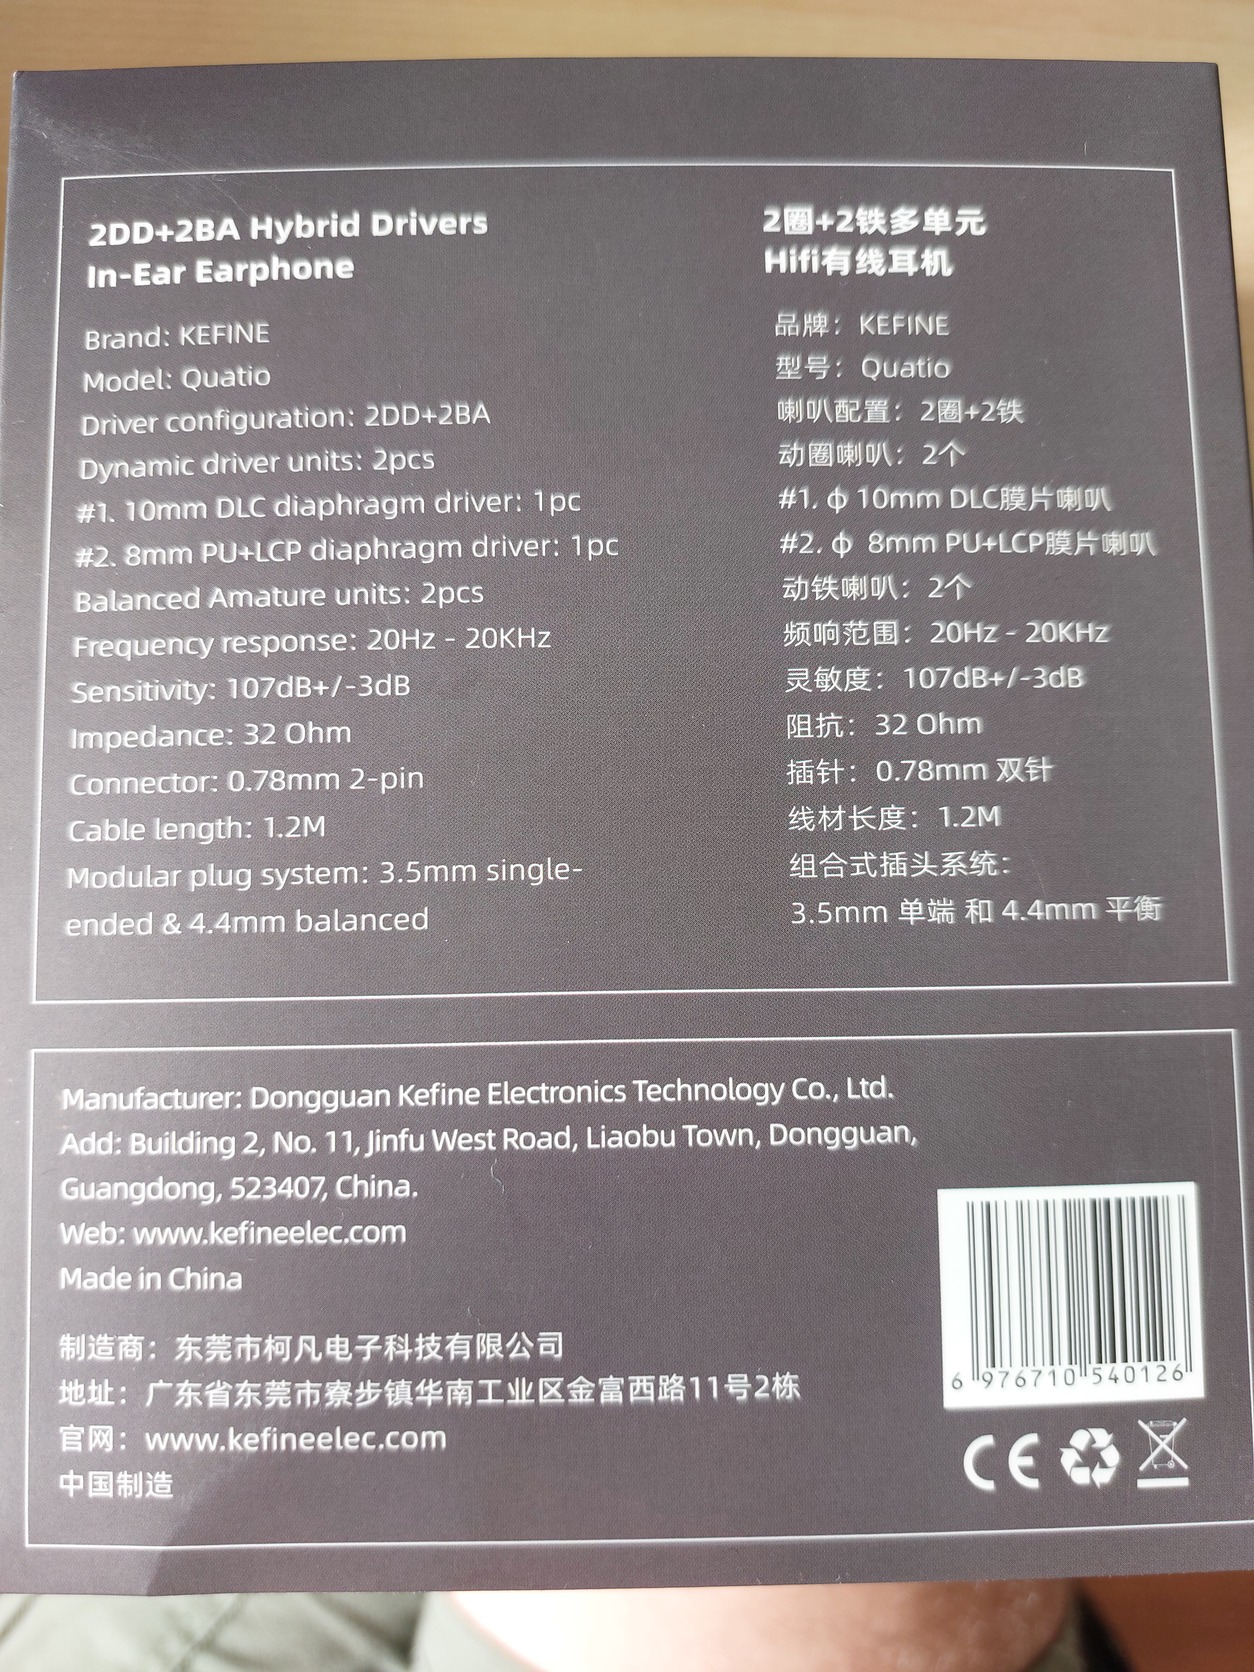 2DD+2BA Hybrid Drivers
In-Ear Earphone
Brand: KEFINE
Model: Quatio
Driver configuration: 2DD+2BA
Dynamic driver units: 2pcs
#1. 10mm DLC diaphragm driver: 1pc
#2. 8mm PU+LCP diaphragm driver: 1pc
Balanced Amature units: 2pcs
Frequency response: 20Hz - 20KHz
Sensitivity: 107dB+/-3dB
Impedance: 32 Ohm
Connector: 0.78mm 2-pin
Cable length: 1.2M
Modular plug system: 3.5mm single-
ended & 4.4mm balanced
2圈+2铁多单元
Hifi有线耳机
品牌：KEFINE
型号：Quatio
喇叭配置：2圈+2铁
动圈喇叭：2个
#1. ф 10mm DLC膜片喇叭
#2. ф 8mm PU+LCP膜片喇叭
动铁喇叭：2个
频响范围：20Hz - 20KHz
灵敏度：107dB+/-3dB
阻抗：32 Ohm
插针：0.78mm 双针
线材长度：1.2M
组合式插头系统：
3.5mm 单端 和 4.4mm 平衡
Manufacturer: Dongguan Kefine Electronics Technology Co., Ltd.
Add: Building 2, No. 11, Jinfu West Road, Liaobu Town, Dongguan,
Guangdong, 523407, China.
Web: www.kefineelec.com
Made in China
制造商：东莞市柯凡电子科技有限公司
地址：广东省东莞市寮步镇华南工业区金富西路11号2栋
官网：www.kefineelec.com
中国制造
6 976710 540126
CE